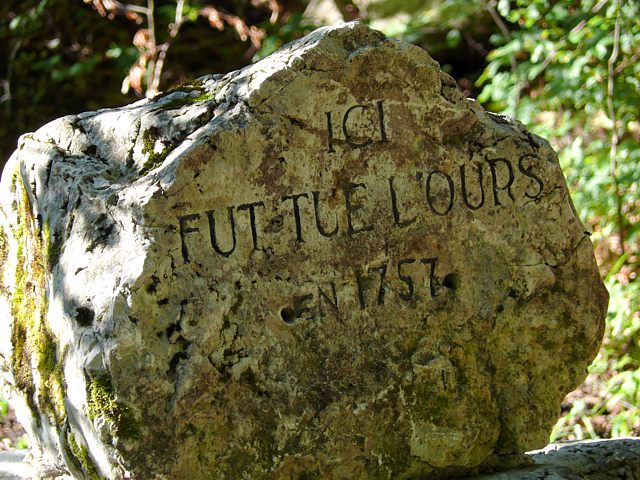 ICI
FUT TUE L'OURS
EN 1757